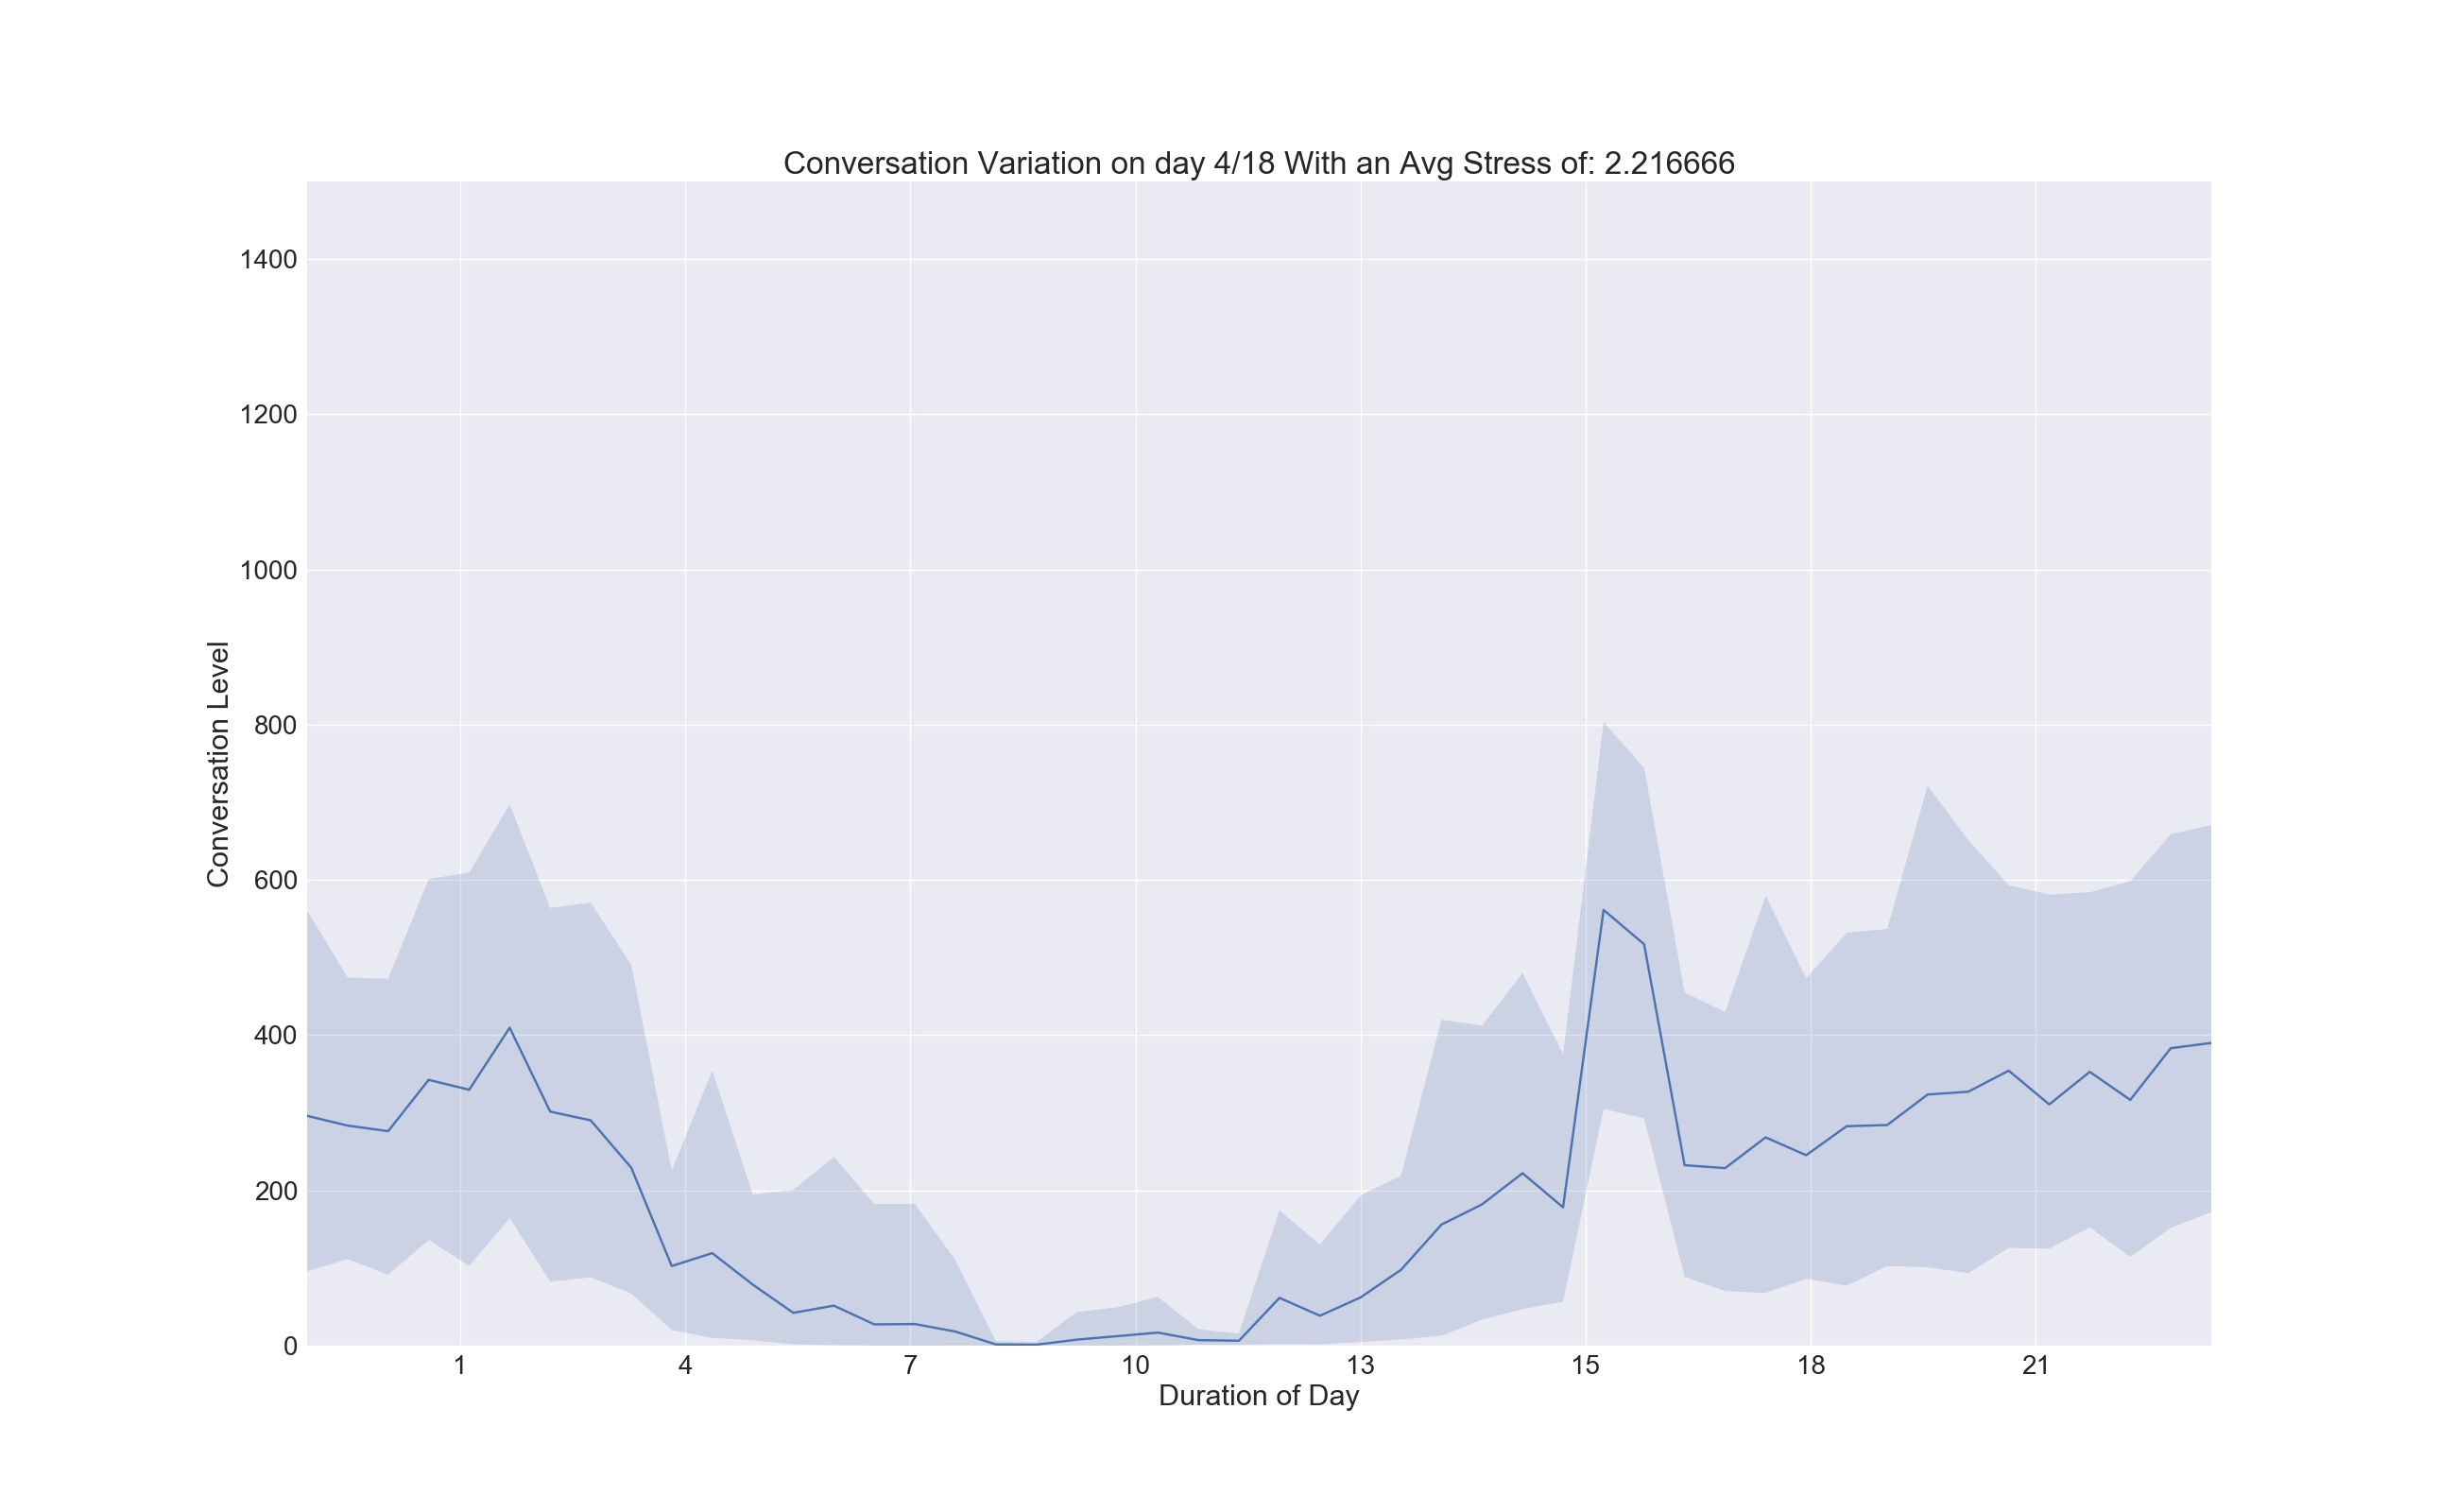 Conversation Variation on day 4/18 With an Avg Stress of: 2.216666
1400
1200
1000
800
600
400
200
0
Conversation Level
1 4 7 10 13 15 18 21
Duration of Day